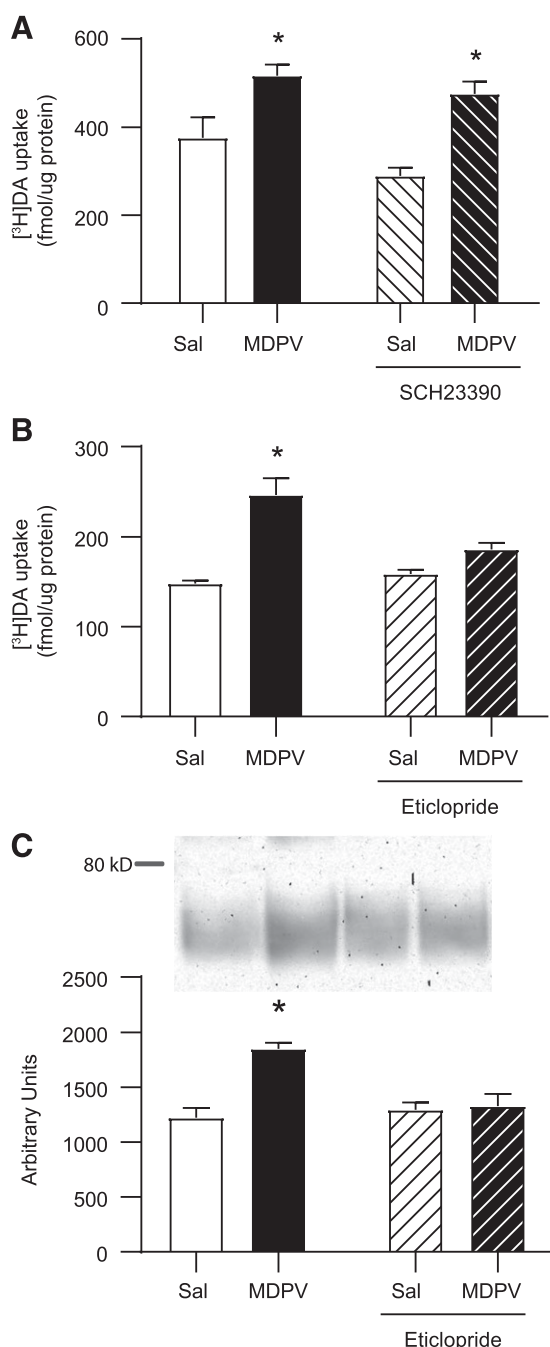 A
600
400
200
0
[³H]DA uptake
(fmol/ug protein)
*
*
Sal MDPV Sal MDPV
SCH23390
B
300
200
100
0
[³H]DA uptake
(fmol/ug protein)
*
Sal MDPV Sal MDPV
Eticlopride
C
80 kD
2500
2000
1500
1000
500
0
Arbitrary Units
*
Sal MDPV Sal MDPV
Eticlopride